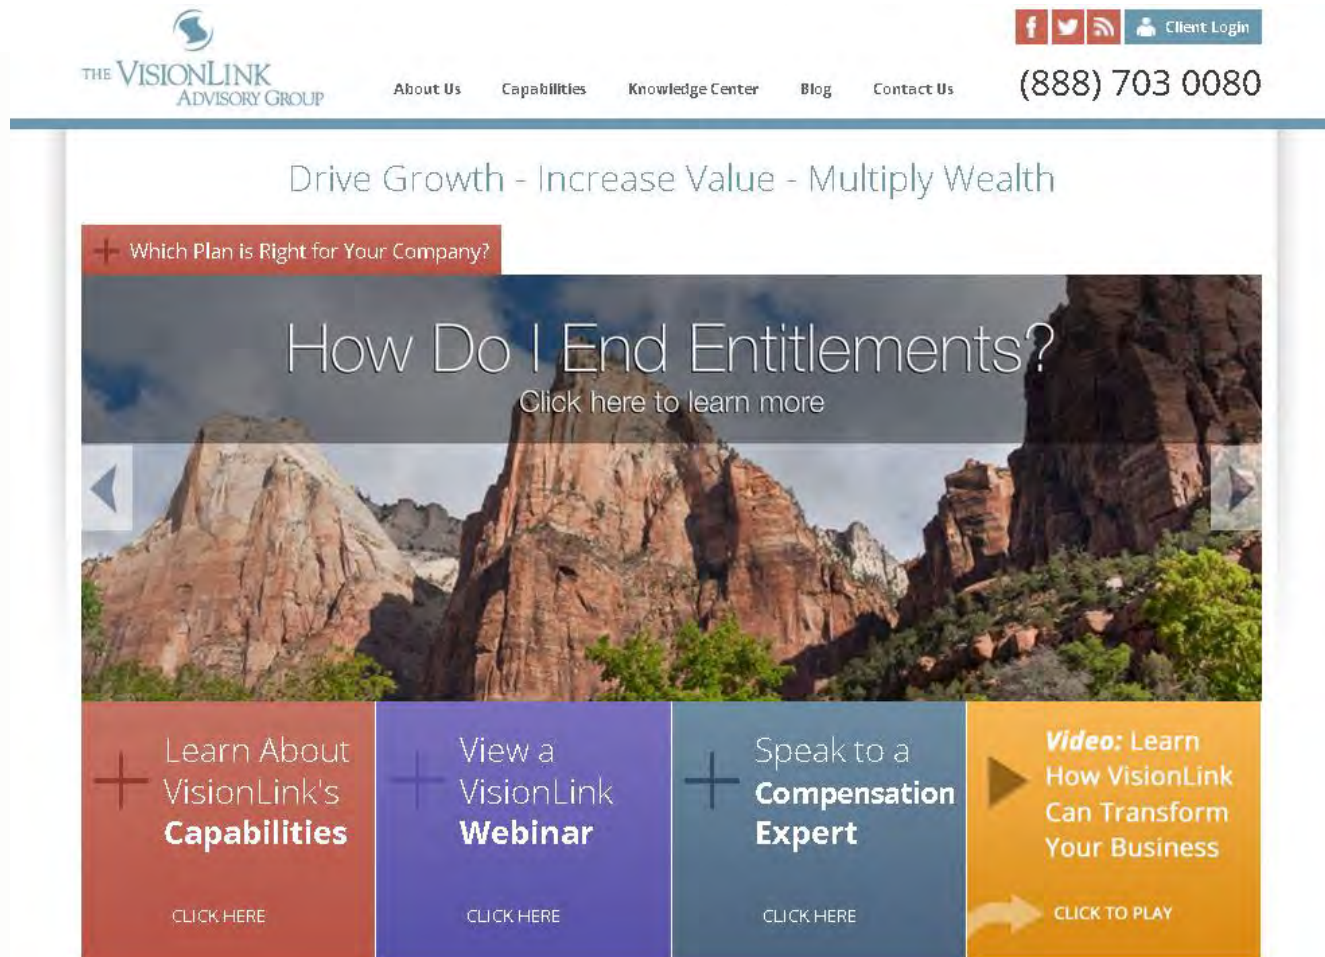 f
Client Login
THE VISIONLINK
ADVISORY GROUP
About Us Capabilities Knowledge Center Blog Contact Us
(888) 703 0080
Drive Growth - Increase Value - Multiply Wealth
Which Plan is Right for Your Company?
How Do I End Entitlements?
Click here to learn more
Learn About
VisionLink's
Capabilities
CLICK HERE
View a
VisionLink
Webinar
CLICK HERE
Speak to a
Compensation
Expert
CLICK HERE
Video: Learn
How VisionLink
Can Transform
Your Business
CLICK TO PLAY